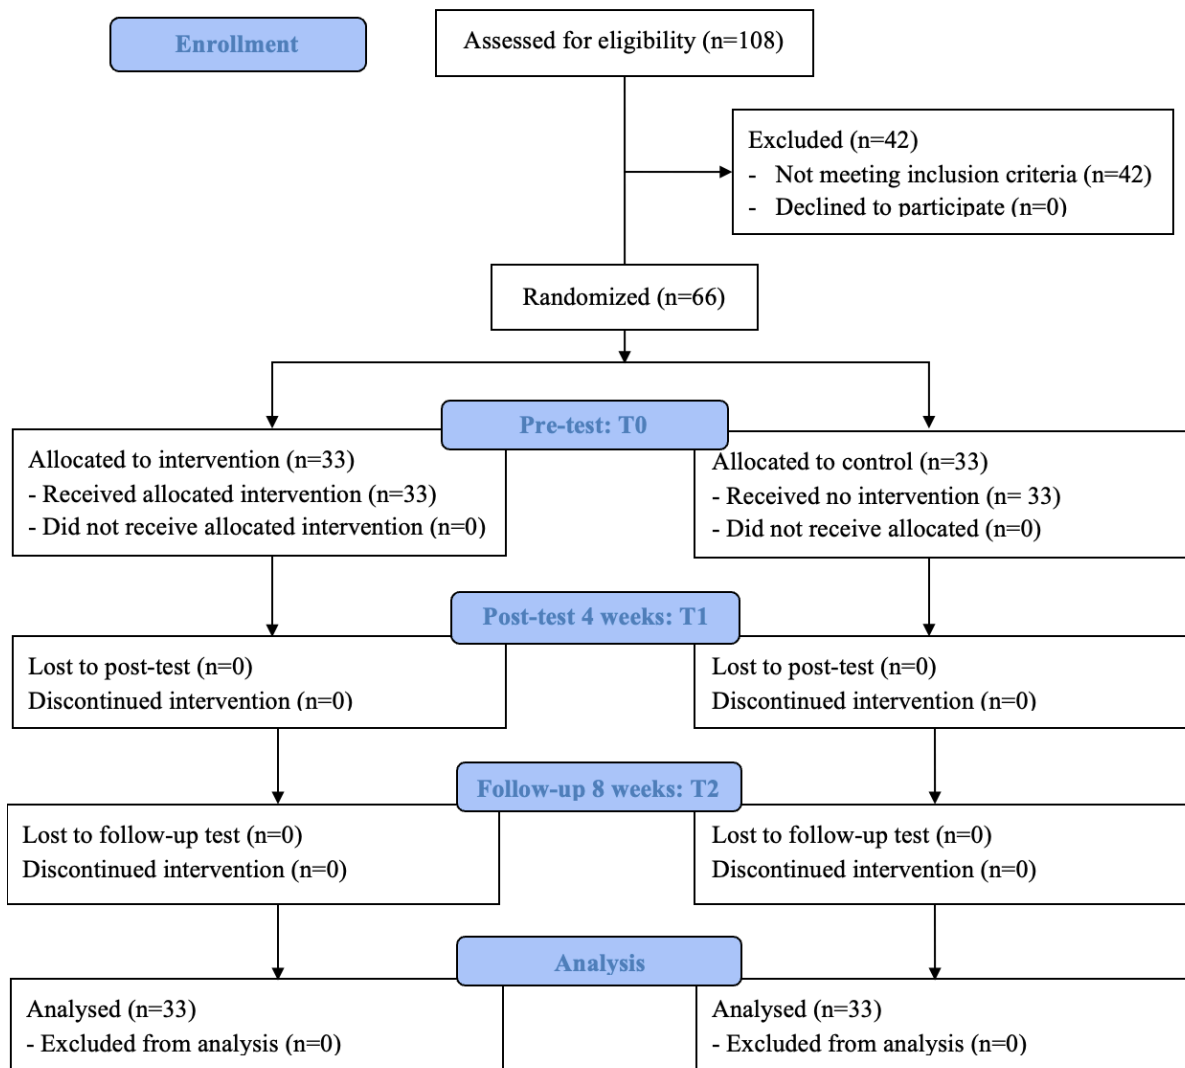 Enrollment
Assessed for eligibility (n=108)
Excluded (n=42)
- Not meeting inclusion criteria (n=42)
- Declined to participate (n=0)
Randomized (n=66)
Pre-test: T0
Allocated to intervention (n=33)
- Received allocated intervention (n=33)
- Did not receive allocated intervention (n=0)
Allocated to control (n=33)
- Received no intervention (n= 33)
- Did not receive allocated (n=0)
Post-test 4 weeks: T1
Lost to post-test (n=0)
Discontinued intervention (n=0)
Lost to post-test (n=0)
Discontinued intervention (n=0)
Follow-up 8 weeks: T2
Lost to follow-up test (n=0)
Discontinued intervention (n=0)
Lost to follow-up test (n=0)
Discontinued intervention (n=0)
Analysis
Analysed (n=33)
- Excluded from analysis (n=0)
Analysed (n=33)
- Excluded from analysis (n=0)